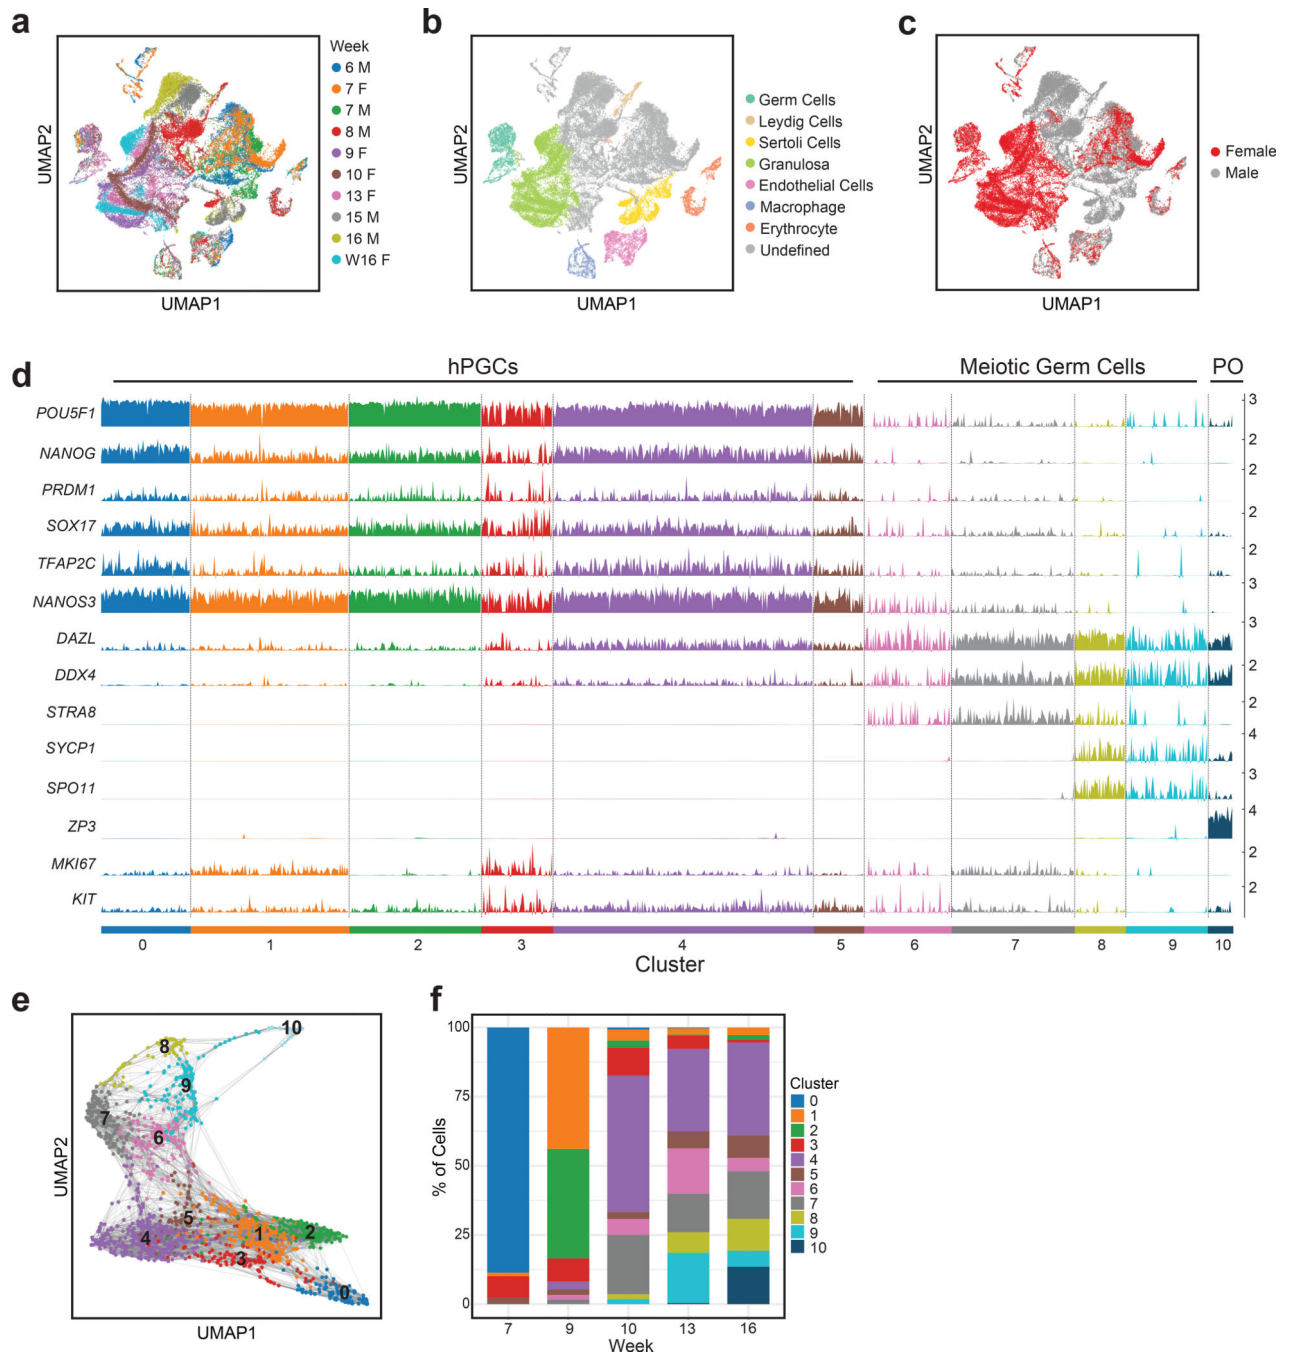 a
Week
6 M
7 F
7 M
8 M
9 F
10 F
13 F
15 M
16 M
W16 F
UMAP2
UMAP1
b
Germ Cells
Leydig Cells
Sertoli Cells
Granulosa
Endothelial Cells
Macrophage
Erythrocyte
Undefined
UMAP2
UMAP1
c
Female
Male
UMAP2
UMAP1
d
hPGCs
Meiotic Germ Cells
PO
POU5F1
3
NANOG
2
PRDM1
2
SOX17
2
TFAP2C
2
NANOS3
3
DAZL
3
DDX4
2
STRA8
2
SYCP1
4
SPO11
3
ZP3
4
MKI67
2
KIT
2
0 1 2 3 4 5 6 7 8 9 10
Cluster
e
10
8
9
7
6
5
4
1
2
3
0
UMAP2
UMAP1
f
100
75
50
25
0
% of Cells
7 9 10 13 16
Week
Cluster
0
1
2
3
4
5
6
7
8
9
10